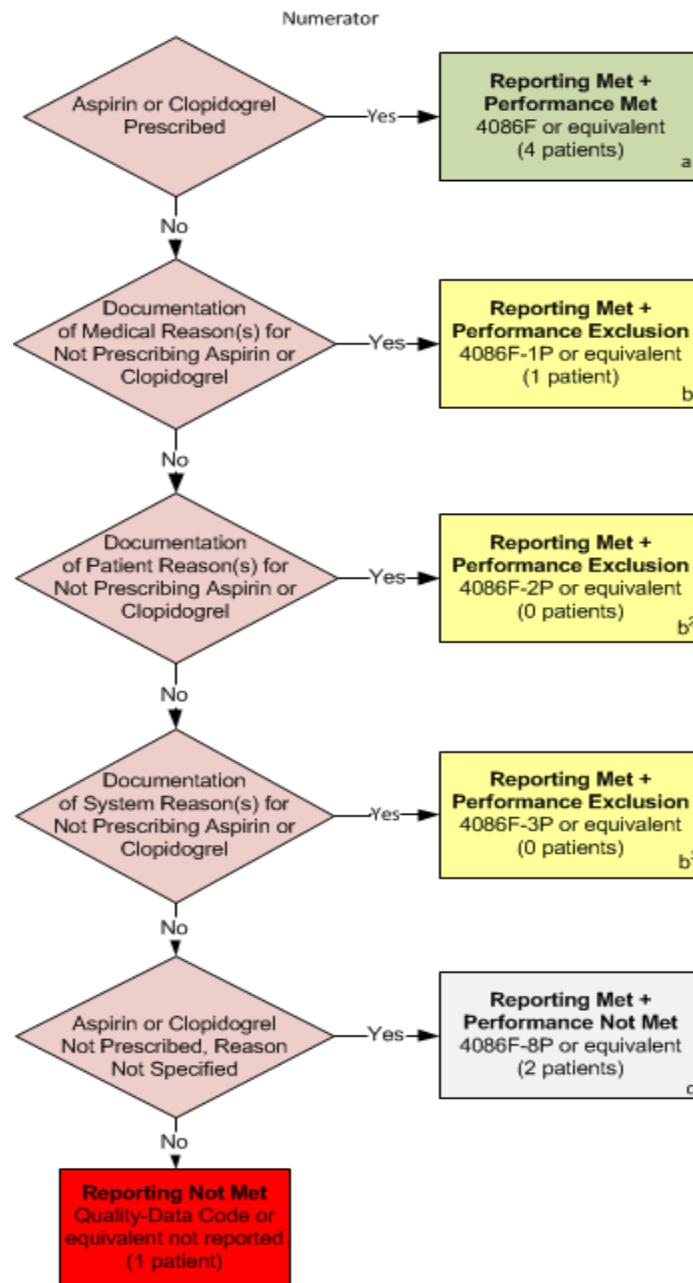 Numerator
Aspirin or Clopidogrel
Prescribed
Yes
Reporting Met +
Performance Met
4086F or equivalent
(4 patients)
a
No
Documentation
of Medical Reason(s) for
Not Prescribing Aspirin or
Clopidogrel
Yes
Reporting Met +
Performance Exclusion
4086F-1P or equivalent
(1 patient)
b
No
Documentation
of Patient Reason(s) for
Not Prescribing Aspirin or
Clopidogrel
Yes
Reporting Met +
Performance Exclusion
4086F-2P or equivalent
(0 patients)
b²
No
Documentation
of System Reason(s) for
Not Prescribing Aspirin or
Clopidogrel
Yes
Reporting Met +
Performance Exclusion
4086F-3P or equivalent
(0 patients)
b³
No
Aspirin or Clopidogrel
Not Prescribed, Reason
Not Specified
Yes
Reporting Met +
Performance Not Met
4086F-8P or equivalent
(2 patients)
No
Reporting Not Met
Quality-Data Code or
equivalent not reported
(1 patient)